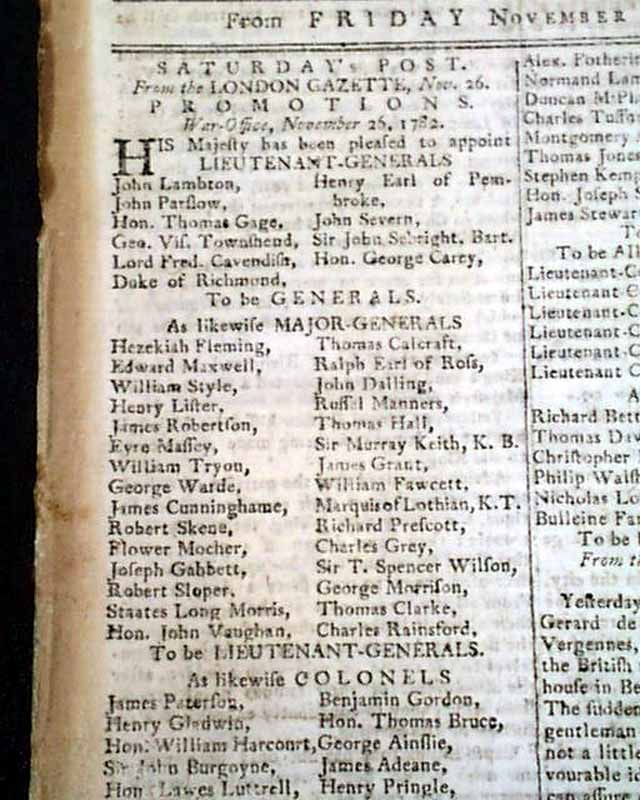 From FRIDAY NOVEMBER
SATURDAY's POST.
From the LONDON GAZETTE, Nov. 26.
PROMOTIONS.
War-Office, November 26, 1782.
HIS Majeſty has been pleaſed to appoint
LIEUTENANT-GENERALS
John Lambton, Henry Earl of Pem-
John Parſlow, broke,
Hon. Thomas Gage, John Severn,
Geo. Viſ. Townſhend, Sir John Sebright, Bart.
Lord Fred. Cavendiſh, Hon. George Carey,
Duke of Richmond,
To be GENERALS.
As likewiſe MAJOR-GENERALS
Hezekiah Fleming, Thomas Calcraft,
Edward Maxwell, Ralph Earl of Roſs,
William Style, John Dalling,
Henry Liſter, Ruſſel Manners,
James Robertſon, Thomas Hall,
Eyre Maſſey, Sir Murray Keith, K. B.
William Tryon, James Grant,
George Warde, William Fawcett,
James Cunninghame, Marquis of Lothian, K.T.
Robert Skene, Richard Preſcott,
Flower Mocher, Charles Grey,
Joſeph Gabbett, Sir T. Spencer Wilſon,
Robert Sloper, George Morriſon,
Staates Long Morris, Thomas Clarke,
Hon. John Vaughan, Charles Rainsford,
To be LIEUTENANT-GENERALS.
As likewiſe COLONELS
James Paterſon, Benjamin Gordon,
Henry Gladwin, Hon. Thomas Bruce,
Hon. William Harcourt, George Ainſlie,
Sir John Burgoyne, James Adeane,
Hon. Lawes Luttrell, Henry Pringle,
Alex.
Normand
Duncan
Charles
Montgomery
Thomas Jones
Stephen
Hon. Joſeph
James
To be
Lieutenant-C
Lieutenant-C
Lieutenant-C
Lieutenant-C
Lieutenant-C
Lieutenant C
Richard
Thomas
Chriſtopher
Philip
Nicholas
Bulleine
To be
From
Yeſterday
Gerard de
Vergennes,
the Britiſh
houſe in
The ſudden
gentleman
not a little
vourable
can aſſure